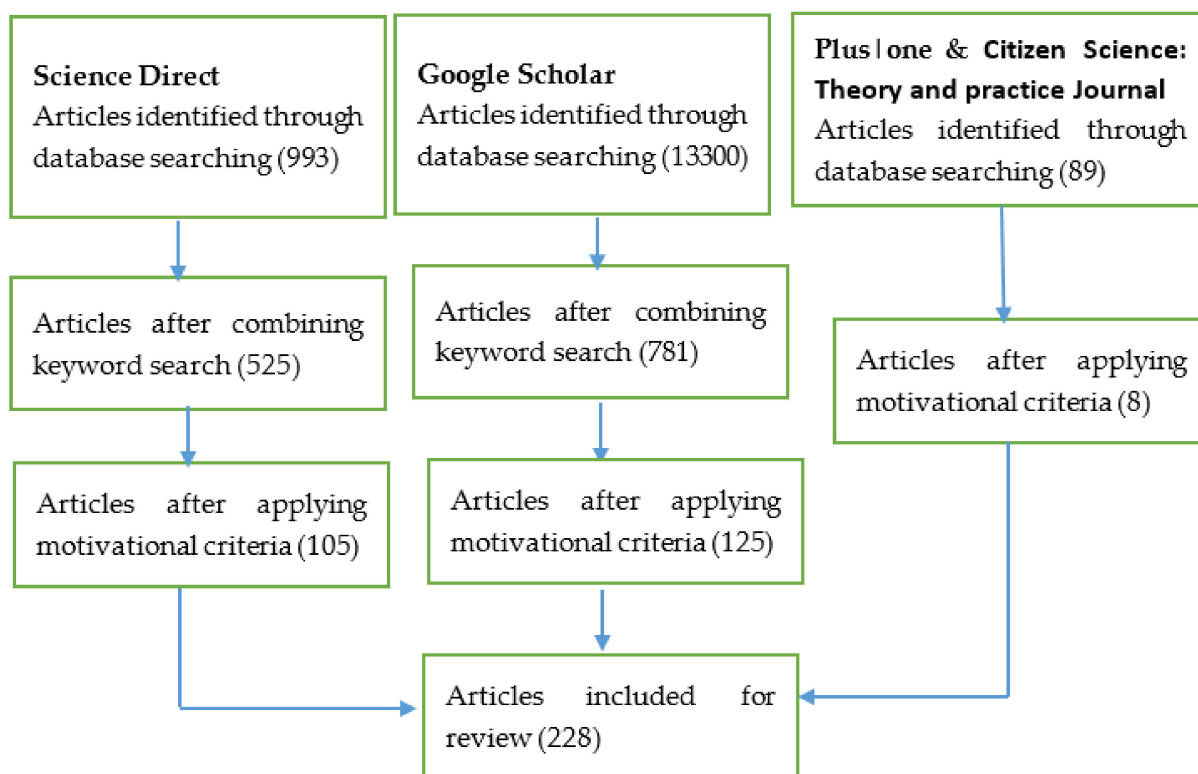 Science Direct
Articles identified through
database searching (993)
Google Scholar
Articles identified through
database searching (13300)
Plus|one & Citizen Science:
Theory and practice Journal
Articles identified through
database searching (89)
Articles after combining
keyword search (525)
Articles after combining
keyword search (781)
Articles after applying
motivational criteria (8)
Articles after applying
motivational criteria (105)
Articles after applying
motivational criteria (125)
Articles included for
review (228)